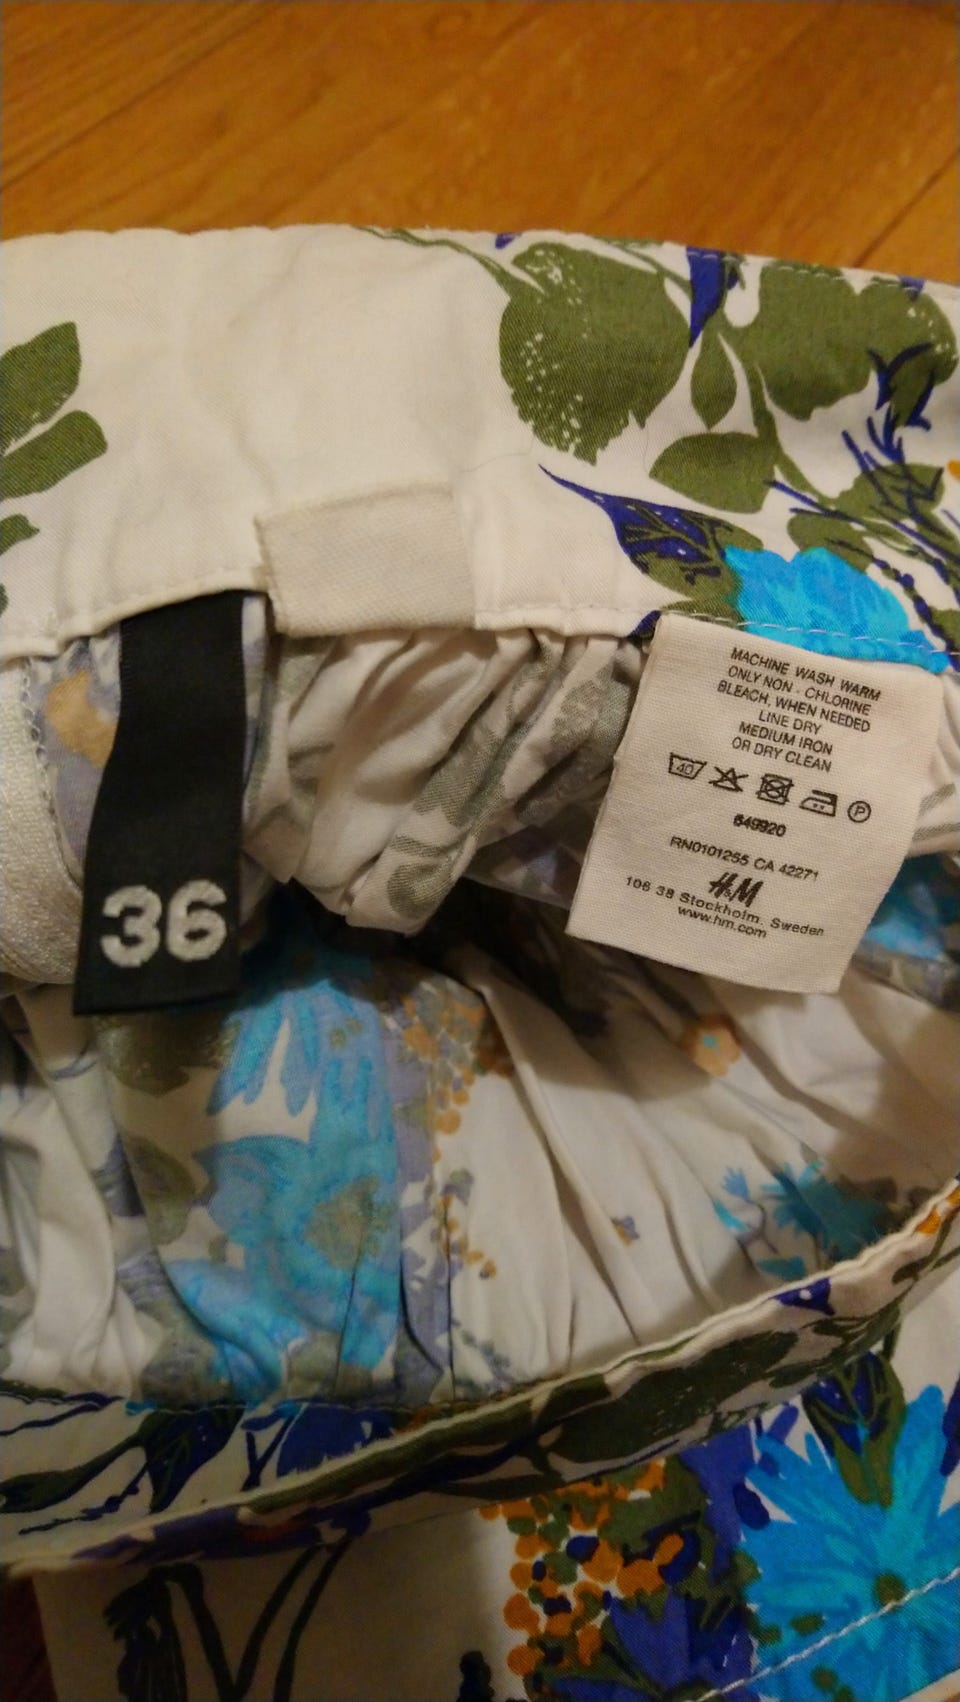 36
MACHINE WASH WARM
ONLY NON - CHLORINE
BLEACH, WHEN NEEDED
LINE DRY
MEDIUM IRON
OR DRY CLEAN
40 P
649920
RN0101255 CA 42271
H&M
106 38 Stockholm, Sweden
www.hm.com